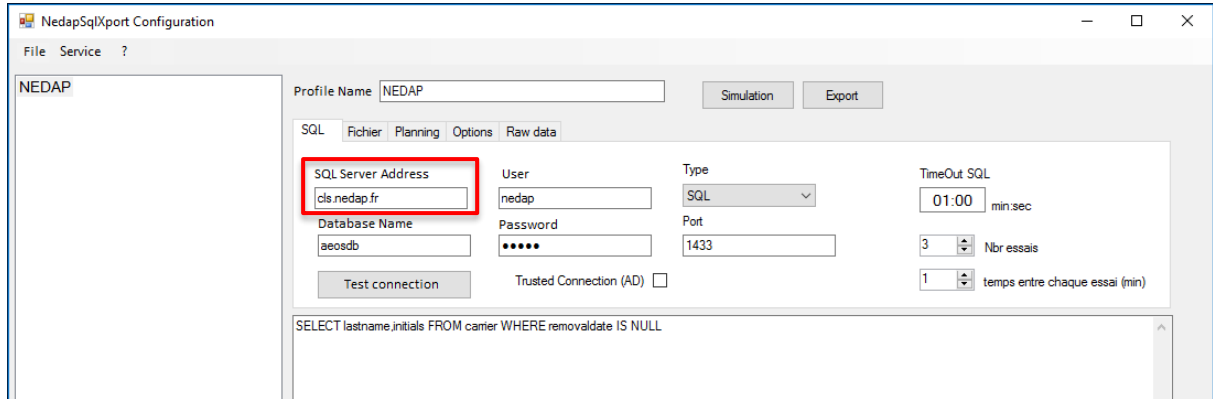 NedapSqlXport Configuration
File Service ?
NEDAP
Profile Name NEDAP Simulation Export
SQL Fichier Planning Options Raw data
SQL Server Address User Type TimeOut SQL
cls.nedap.fr nedap SQL 01:00 min:sec
Database Name Password Port
aeosdb ●●●●● 1433 3 Nbr essais
Test connection Trusted Connection (AD) 1 temps entre chaque essai (min)
SELECT lastname,initials FROM carrier WHERE removaldate IS NULL